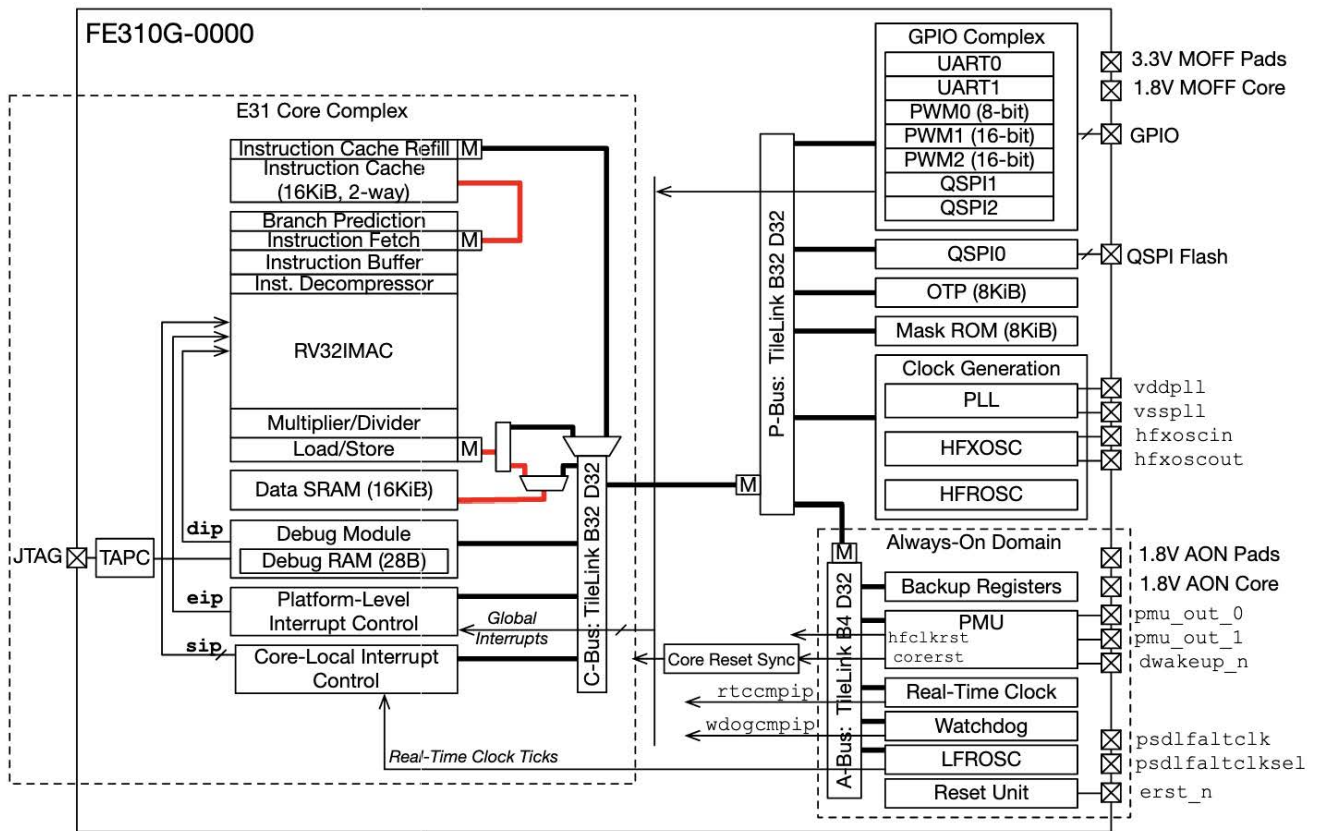 FE310G-0000
E31 Core Complex
Instruction Cache Refill
M
Instruction Cache
(16KiB, 2-way)
Branch Prediction
Instruction Fetch
M
Instruction Buffer
Inst. Decompressor
RV32IMAC
Multiplier/Divider
Load/Store
M
Data SRAM (16KiB)
dip
Debug Module
Debug RAM (28B)
JTAG
TAPC
eip
Platform-Level
Interrupt Control
sip
Core-Local Interrupt
Control
Global
Interrupts
Real-Time Clock Ticks
C-Bus: TileLink B32 D32
M
P-Bus: TileLink B32 D32
GPIO Complex
UART0
UART1
PWM0 (8-bit)
PWM1 (16-bit)
PWM2 (16-bit)
QSPI1
QSPI2
QSPI0
OTP (8KiB)
Mask ROM (8KiB)
Clock Generation
PLL
HFXOSC
HFROSC
M
A-Bus: TileLink B4 D32
Always-On Domain
Backup Registers
PMU
hfclkrst
corerst
Core Reset Sync
rtccmpip
Real-Time Clock
wdogcmpip
Watchdog
LFROSC
Reset Unit
3.3V MOFF Pads
1.8V MOFF Core
GPIO
QSPI Flash
vddpll
vsspll
hfxoscin
hfxoscout
1.8V AON Pads
1.8V AON Core
pmu_out_0
pmu_out_1
dwakeup_n
psdlfaltclk
psdlfaltclksel
erst_n